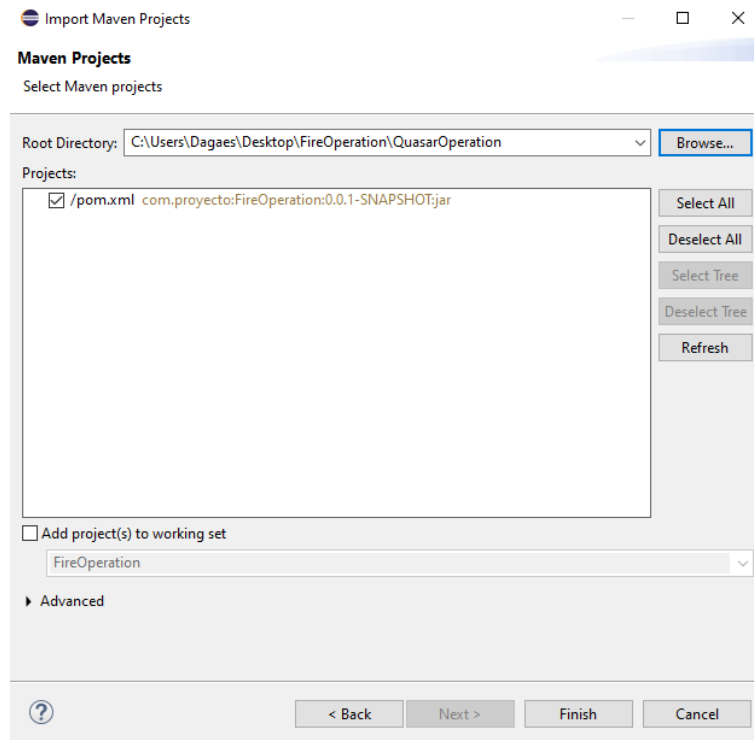 Import Maven Projects
Maven Projects
Select Maven projects
Root Directory: C:\Users\Dagaes\Desktop\FireOperation\QuasarOperation Browse...
Projects:
/pom.xml com.proyecto:FireOperation:0.0.1-SNAPSHOT:jar
Select All
Deselect All
Select Tree
Deselect Tree
Refresh
Add project(s) to working set
FireOperation
Advanced
? < Back Next > Finish Cancel